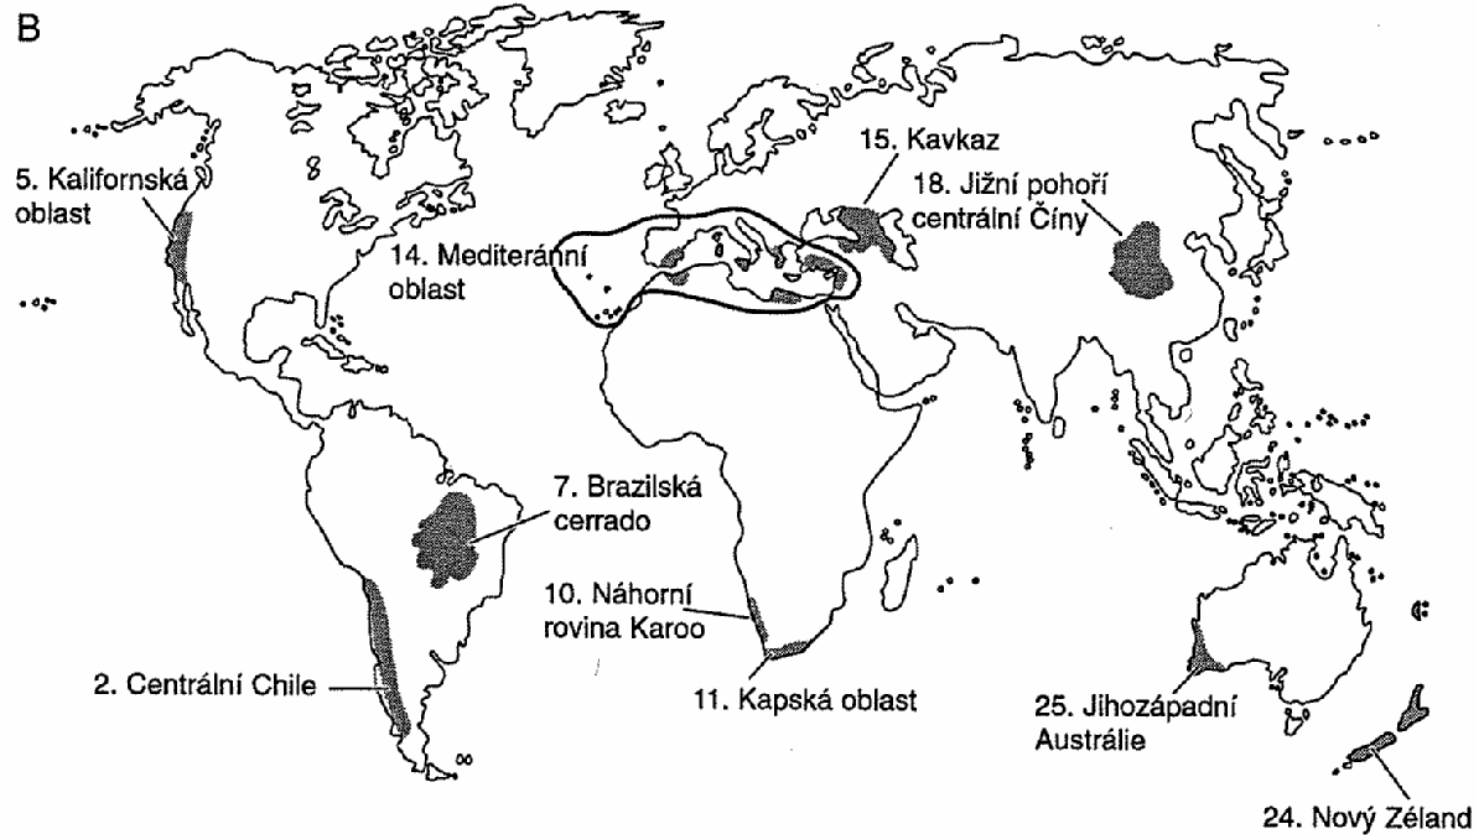 B
15. Kavkaz
5. Kalifornská
oblast
18. Jižní pohoří
centrální Číny
14. Mediteránní
oblast
7. Brazilská
cerrado
10. Náhorní
rovina Karoo
2. Centrální Chile
11. Kapská oblast
25. Jihozápadní
Austrálie
24. Nový Zéland